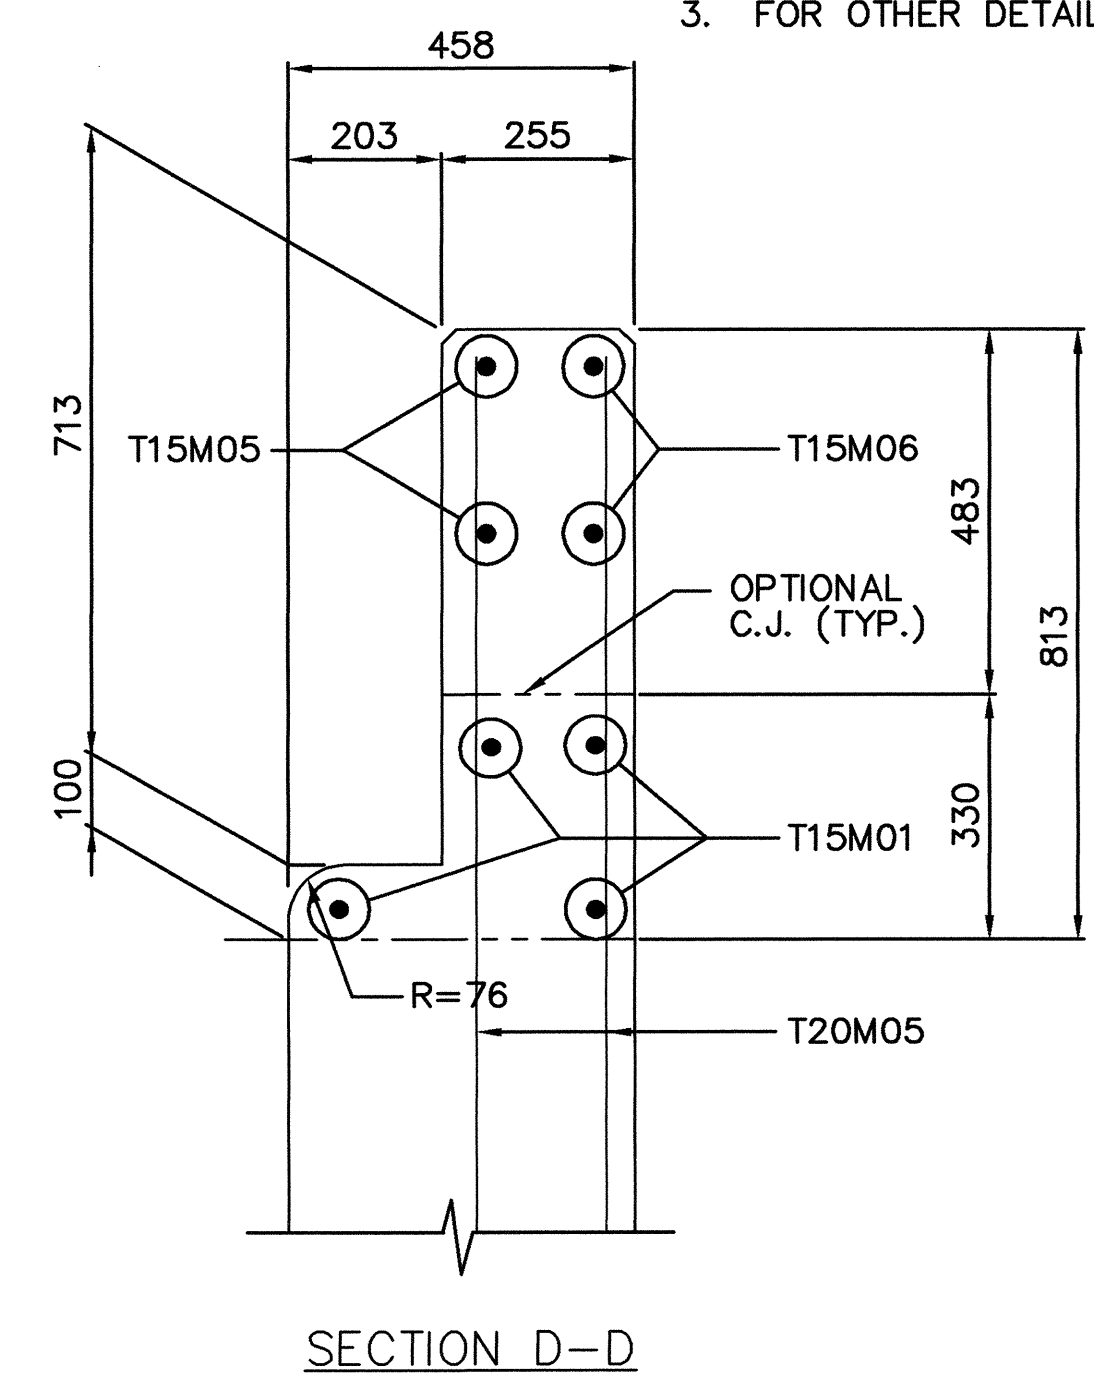 3. FOR OTHER DETAIL
458
203
255
713
T15M05
T15M06
483
OPTIONAL
C.J. (TYP.)
813
100
330
T15M01
R=76
T20M05
SECTION D-D